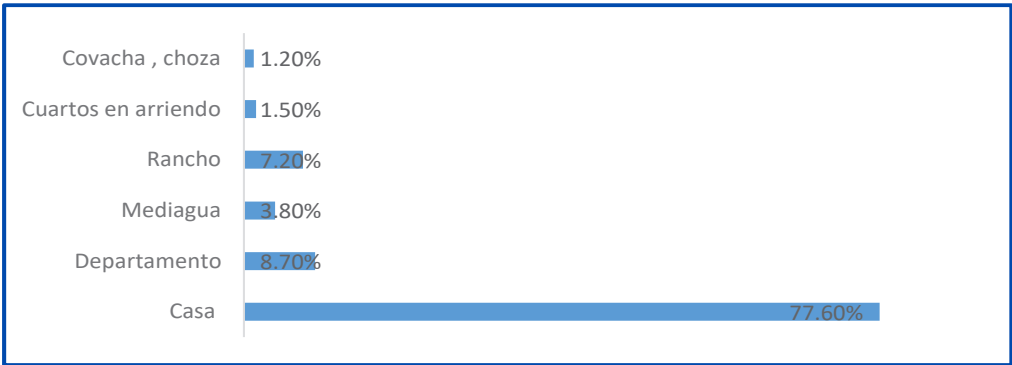 Covacha , choza 1.20%
Cuartos en arriendo 1.50%
Rancho 7.20%
Mediagua 3.80%
Departamento 8.70%
Casa 77.60%